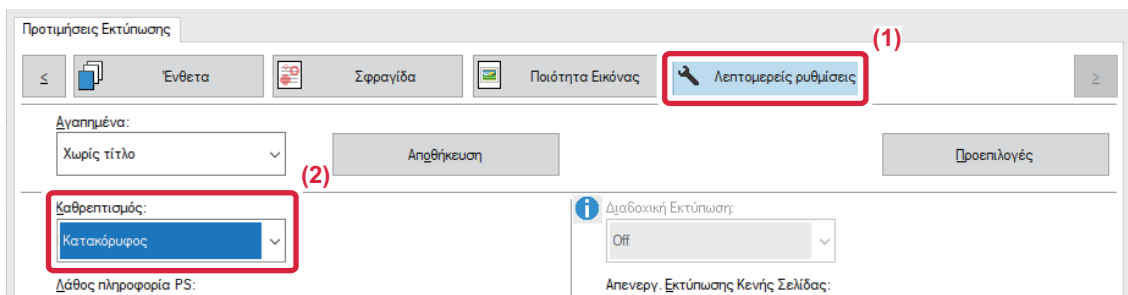 Προτιμήσεις Εκτύπωσης
(1)
< Ένθετα Σφραγίδα Ποιότητα Εικόνας Λεπτομερείς ρυθμίσεις >
Αγαπημένα:
Χωρίς τίτλο Αποθήκευση Προεπιλογές
(2)
Καθρεπτισμός: Διαδοχική Εκτύπωση:
Κατακόρυφος Off
Λάθος πληροφορία PS: Απενεργ. Εκτύπωσης Κενής Σελίδας: